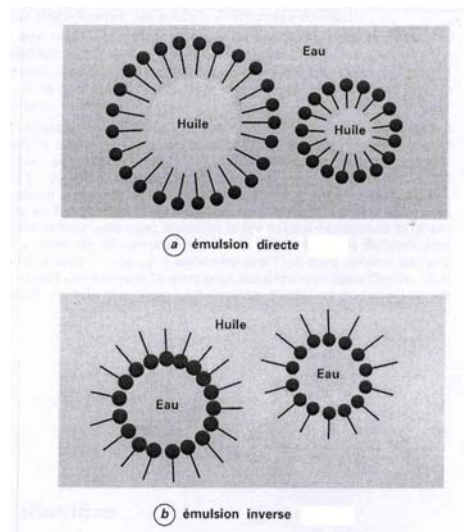 Eau
Huile
Huile
a émulsion directe
Huile
Eau
Eau
b émulsion inverse